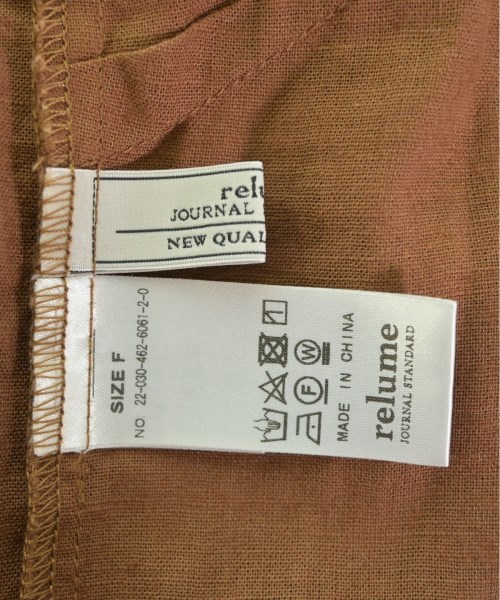 relu
JOURNAL
NEW QUAL
SIZE F
NO. 22-030-462-6061-2-0
F
W
MADE IN CHINA
relume
JOURNAL STANDARD